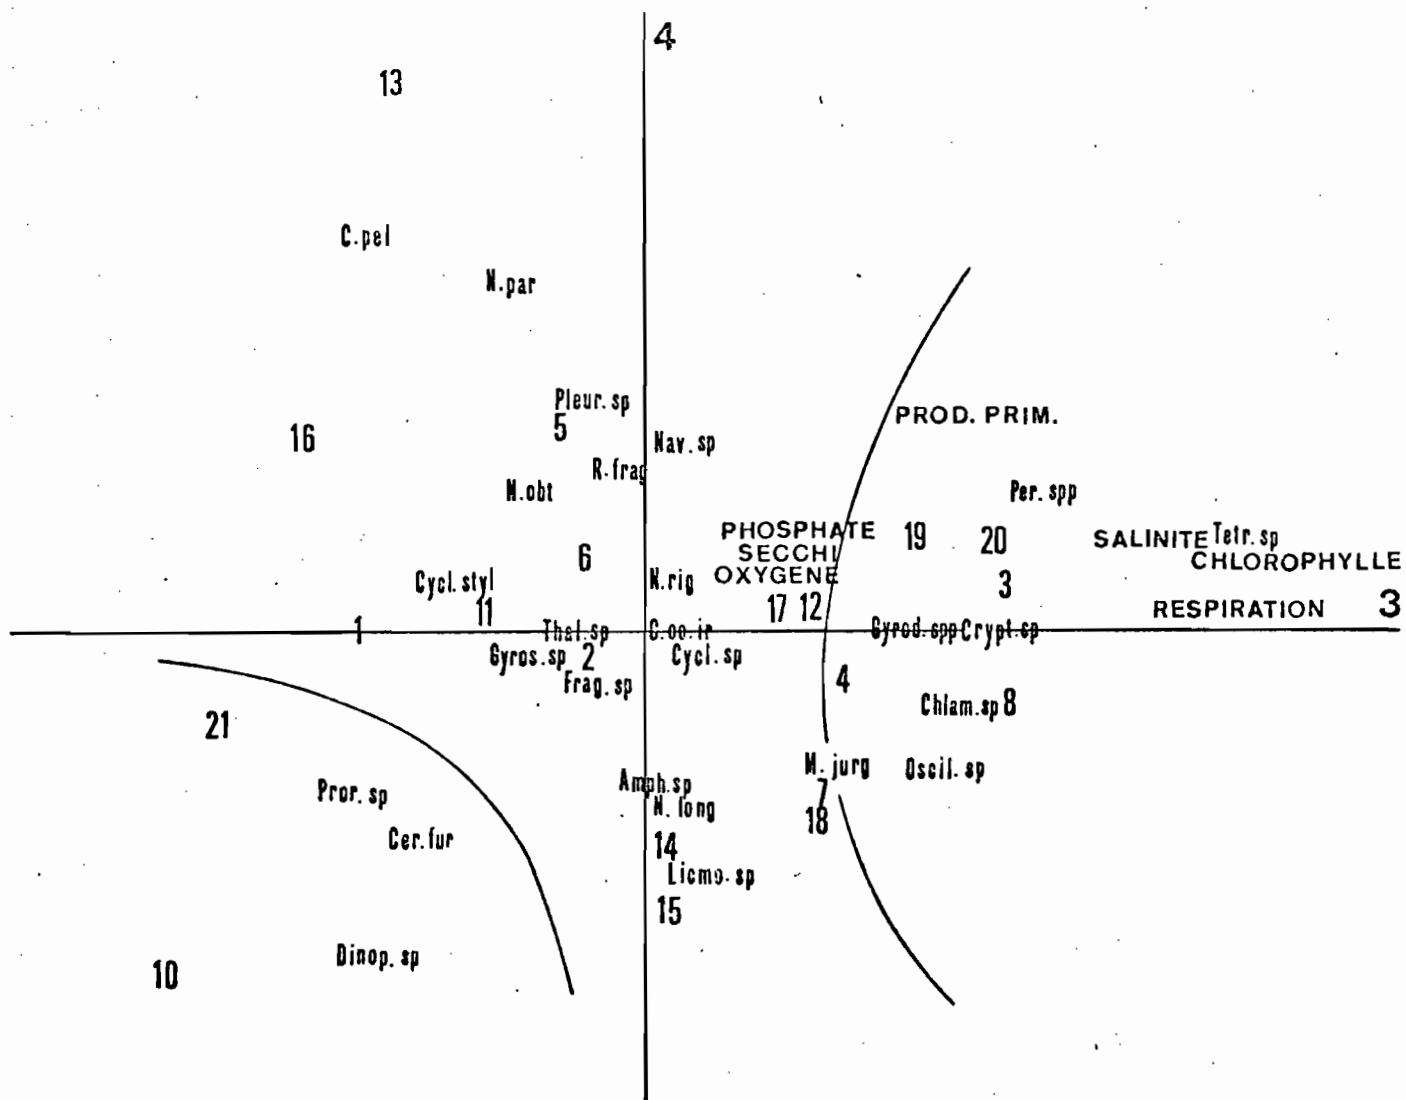 4
13
C.pel
N.par
Pleur. sp
5
16
Nav. sp
R.frag
N.obt
PROD. PRIM.
Per. spp
PHOSPHATE
19
20
SALINITE
Tetr. sp
SECCHI
CHLOROPHYLLE
6
OXYGENE
N.rig
Cycl. styl
3
11
17
12
RESPIRATION
3
1
Thal.sp
Gyrod.spp
Crypt.sp
Gyros.sp
2
Cycl. sp
Frag. sp
4
21
Chlam.sp
8
M. jurg
Oscil. sp
Pror. sp
Amph.sp
7
N. long
18
Cer.fur
14
Licmo. sp
15
Dinop. sp
10